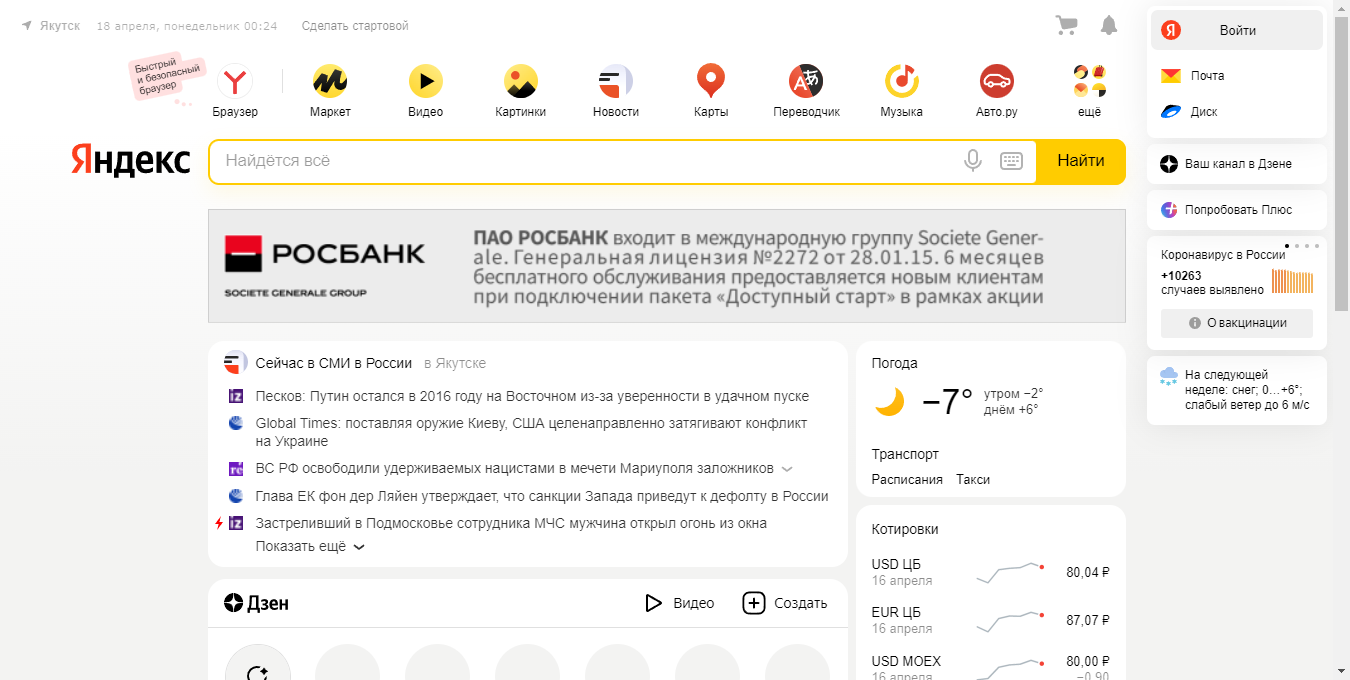 Якутск 18 апреля, понедельник 00:24 Сделать стартовой
Быстрый
и безопасный
браузер
Браузер Маркет Видео Картинки Новости Карты Переводчик Музыка Авто.ру ещё
Яндекс Найдётся всё Найти
РОСБАНК
SOCIETE GENERALE GROUP
ПАО РОСБАНК входит в международную группу Societe Gener-
ale. Генеральная лицензия №2272 от 28.01.15. 6 месяцев
бесплатного обслуживания предоставляется новым клиентам
при подключении пакета «Доступный старт» в рамках акции
Сейчас в СМИ в России в Якутске
Песков: Путин остался в 2016 году на Восточном из-за уверенности в удачном пуске
Global Times: поставляя оружие Киеву, США целенаправленно затягивают конфликт
на Украине
ВС РФ освободили удерживаемых нацистами в мечети Мариуполя заложников
Глава ЕК фон дер Ляйен утверждает, что санкции Запада приведут к дефолту в России
Застреливший в Подмосковье сотрудника МЧС мужчина открыл огонь из окна
Показать ещё
Дзен Видео Создать
Погода
−7° утром −2°
днём +6°
Транспорт
Расписания Такси
Котировки
USD ЦБ 80,04 ₽
16 апреля
EUR ЦБ 87,07 ₽
16 апреля
USD MOEX 80,00 ₽
16 апреля −0,90
Войти
Почта
Диск
Ваш канал в Дзене
Попробовать Плюс
Коронавирус в России
+10263
случаев выявлено
О вакцинации
На следующей
неделе: снег; 0…+6°;
слабый ветер до 6 м/с